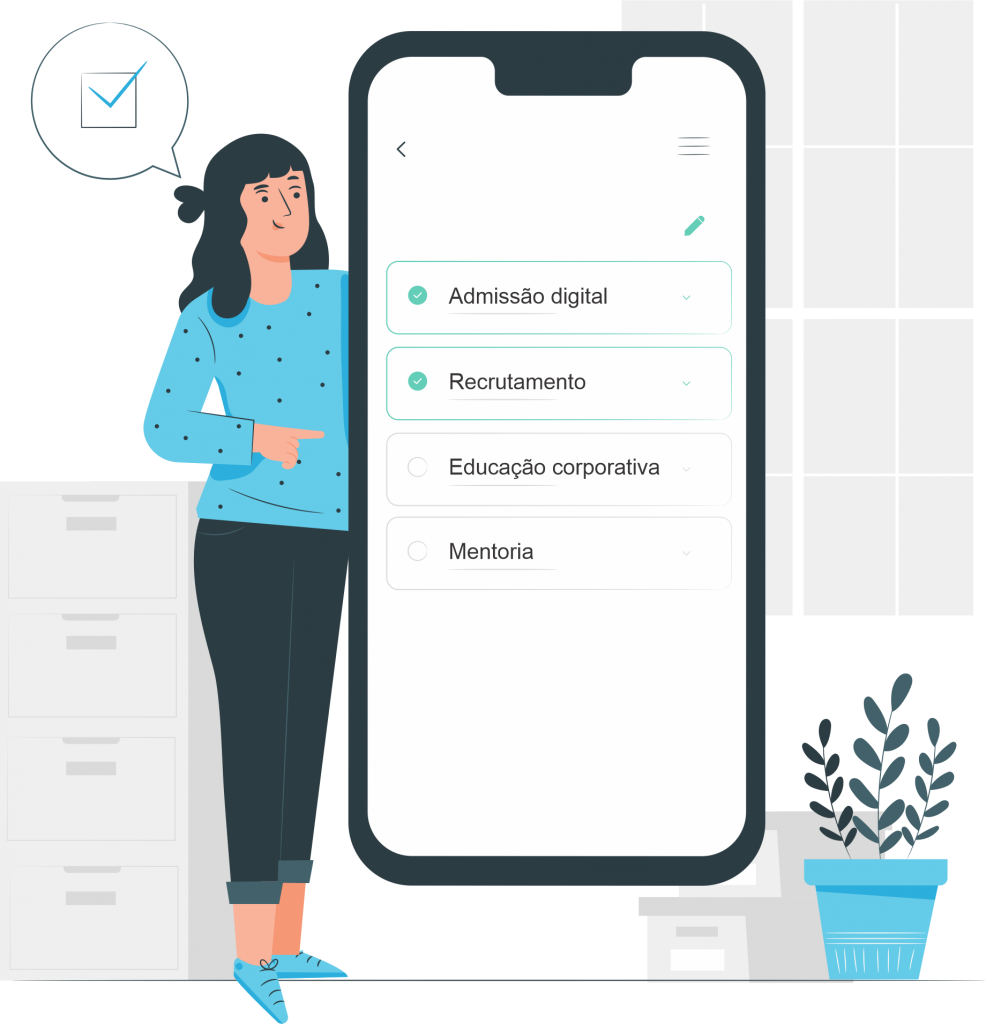 Admissão digital
Recrutamento
Educação corporativa
Mentoria